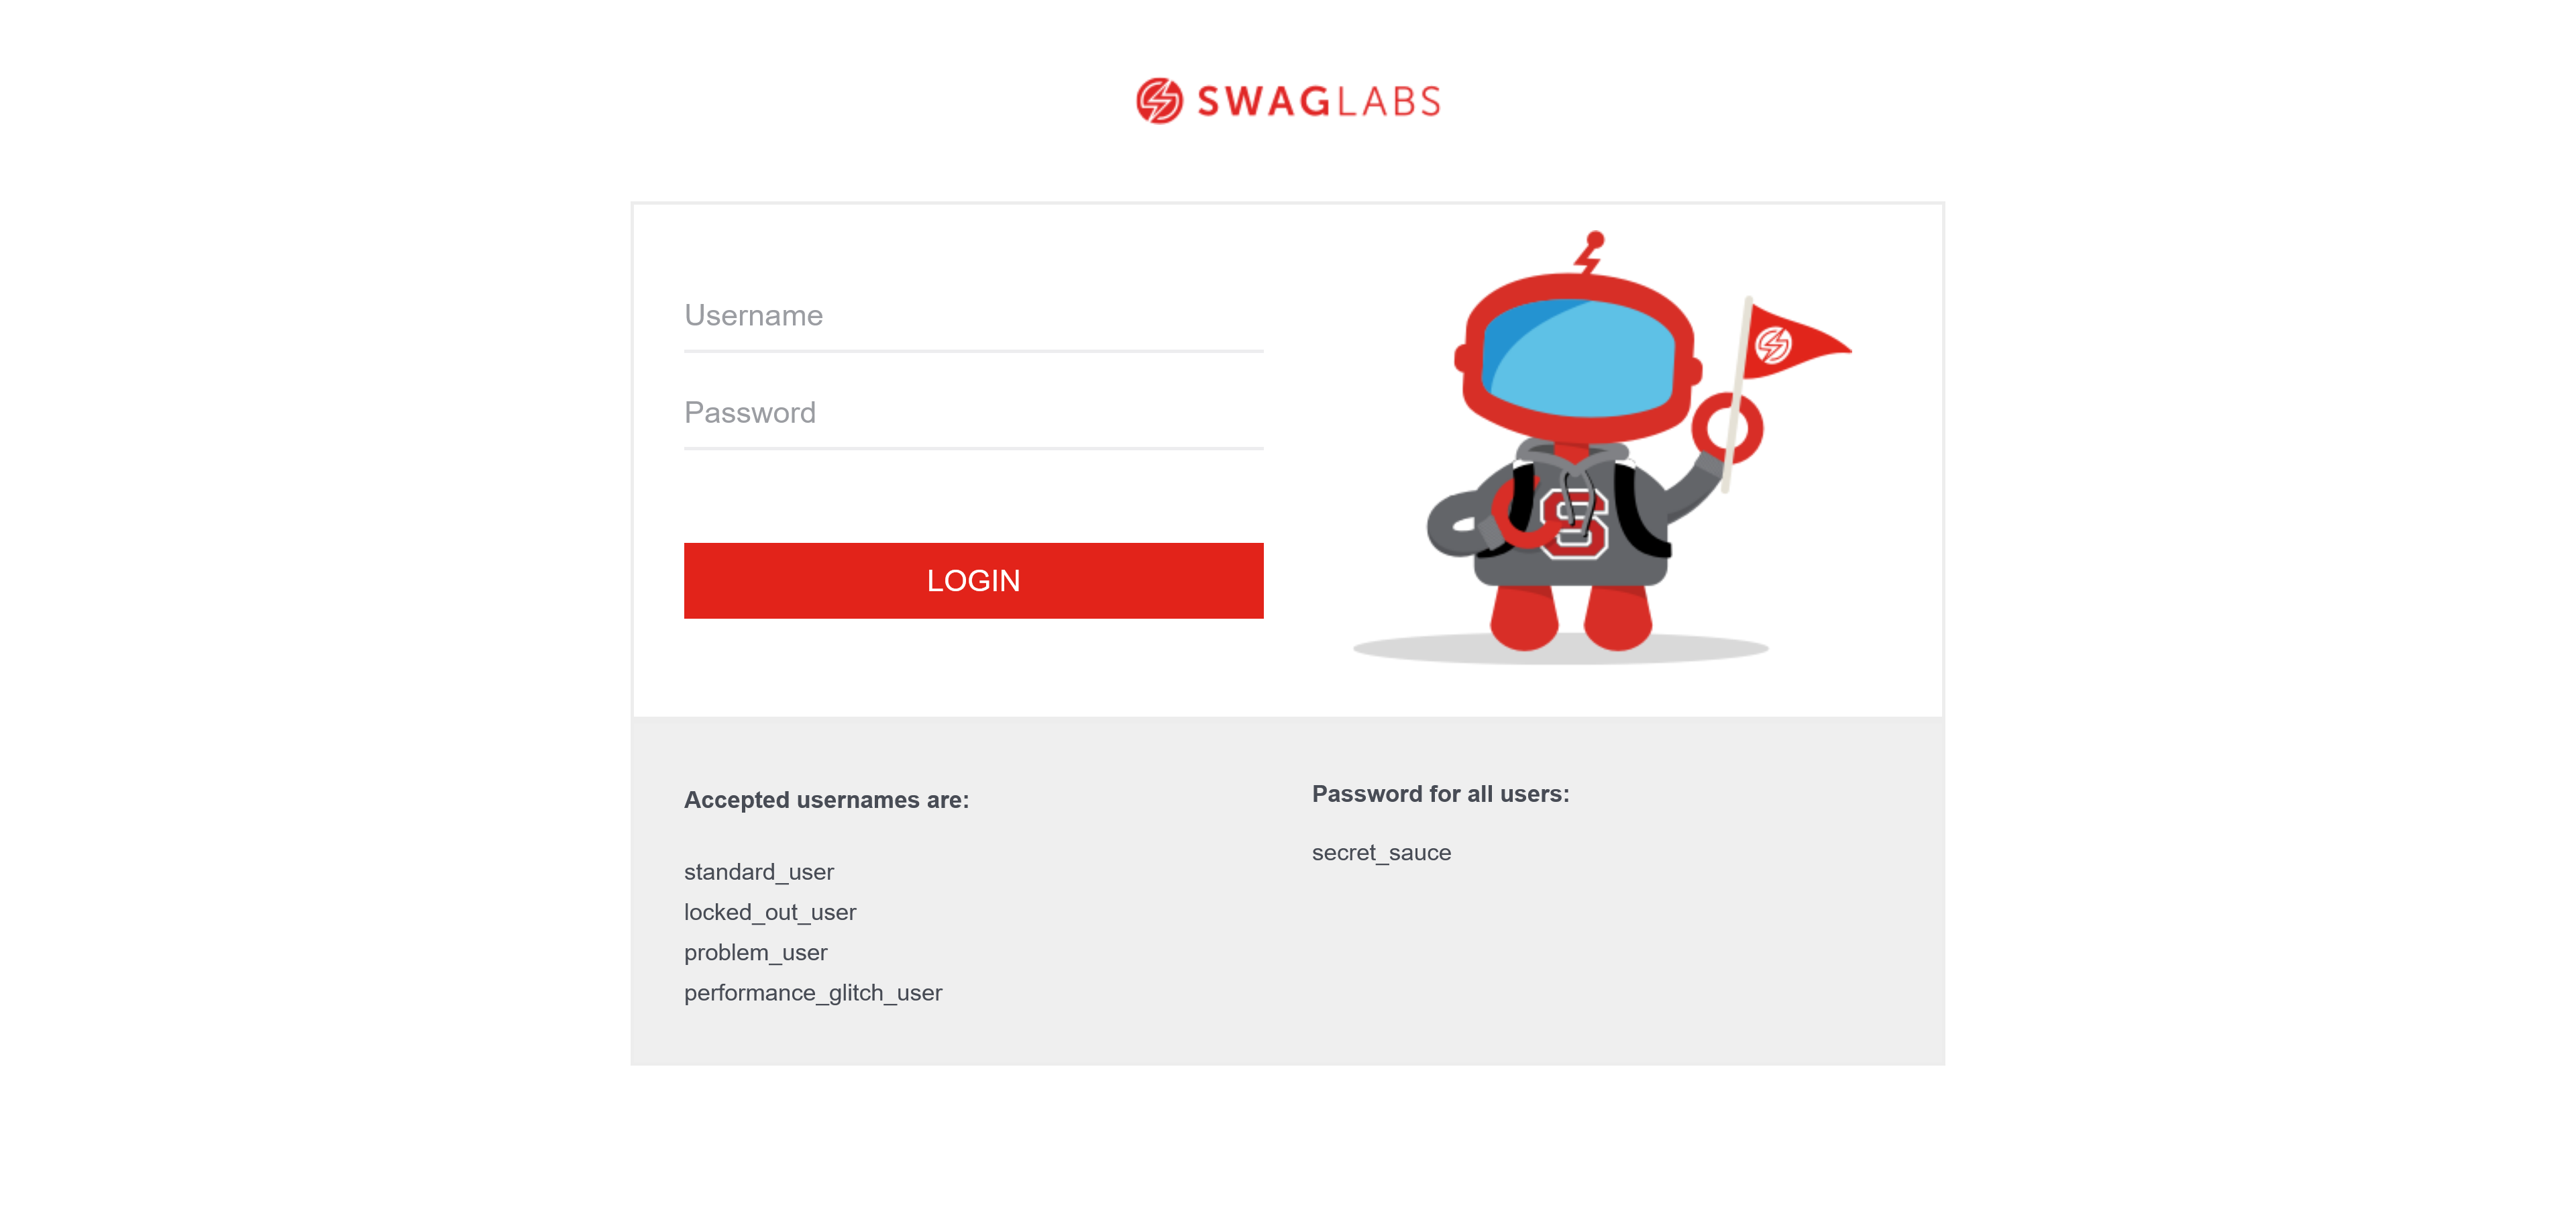 SWAGLABS
Username
Password
LOGIN
S
Accepted usernames are:
standard_user
locked_out_user
problem_user
performance_glitch_user
Password for all users:
secret_sauce